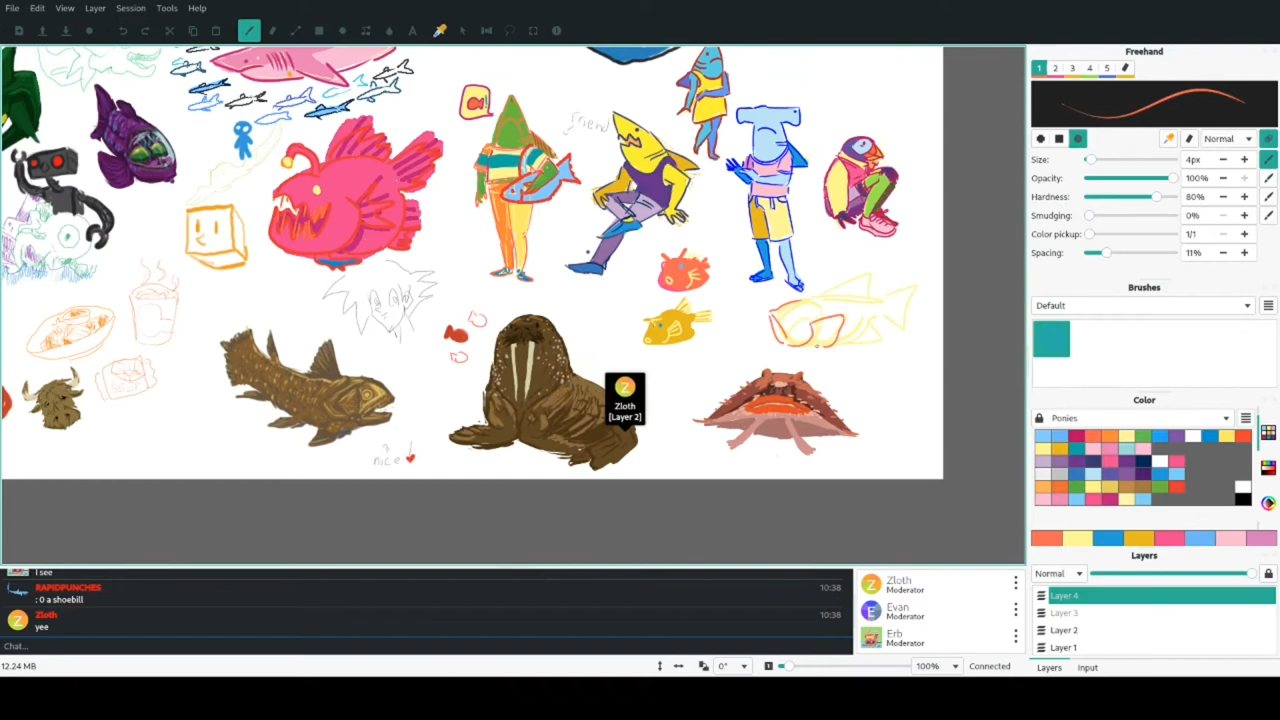 File Edit View Layer Session Tools Help
Freehand
1 2 3 4 5
Normal
Size: 4px
Opacity: 100%
Hardness: 80%
Smudging: 0%
Color pickup: 1/1
Spacing: 11%
Brushes
Default
Color
Ponies
Layers
Normal
Layer 4
Layer 3
Layer 2
Layer 1
Layers Input
friend
nice
Z
Zloth
[Layer 2]
I see
RAPIDPUNCHES 10:38
: 0 a shoebill
Z Zloth 10:38
yee
Chat...
Z Zloth
Moderator
E Evan
Moderator
Erb
Moderator
12.24 MB
0°
100%
Connected